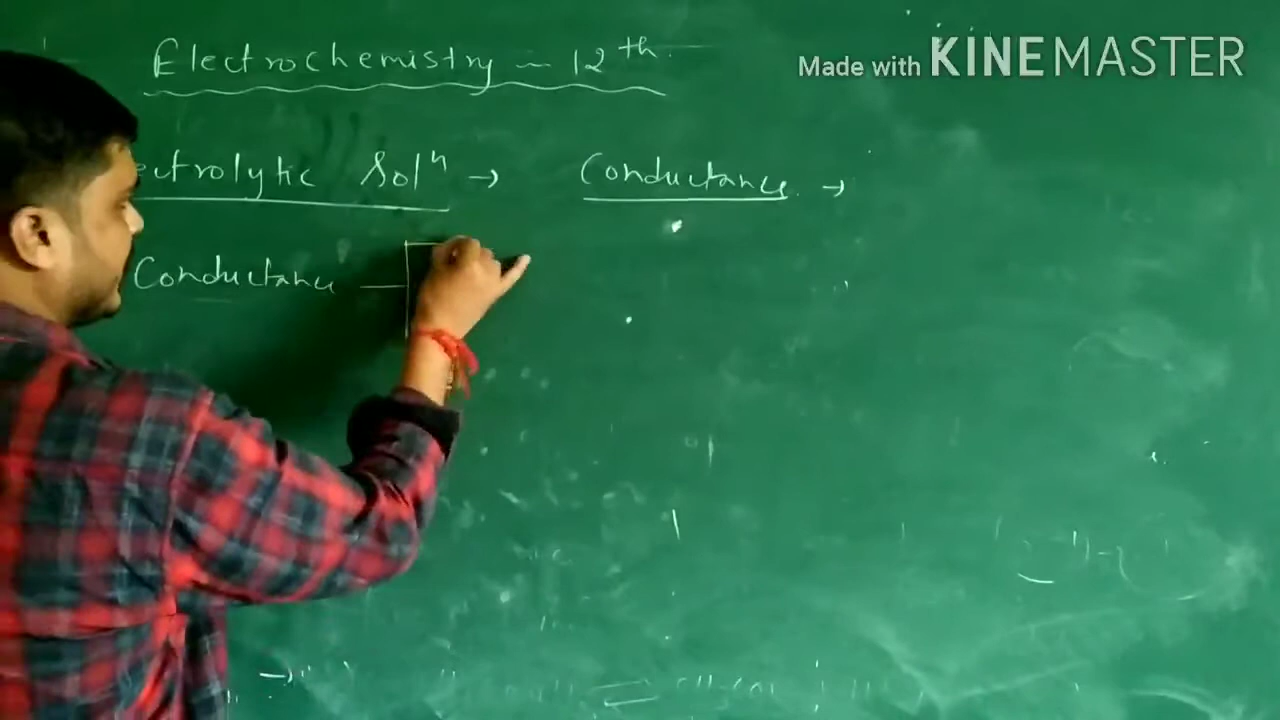 Electrochemistry - 12th.
Made with KINEMASTER
ectrolytic Solⁿ → Conductance →
Conductance